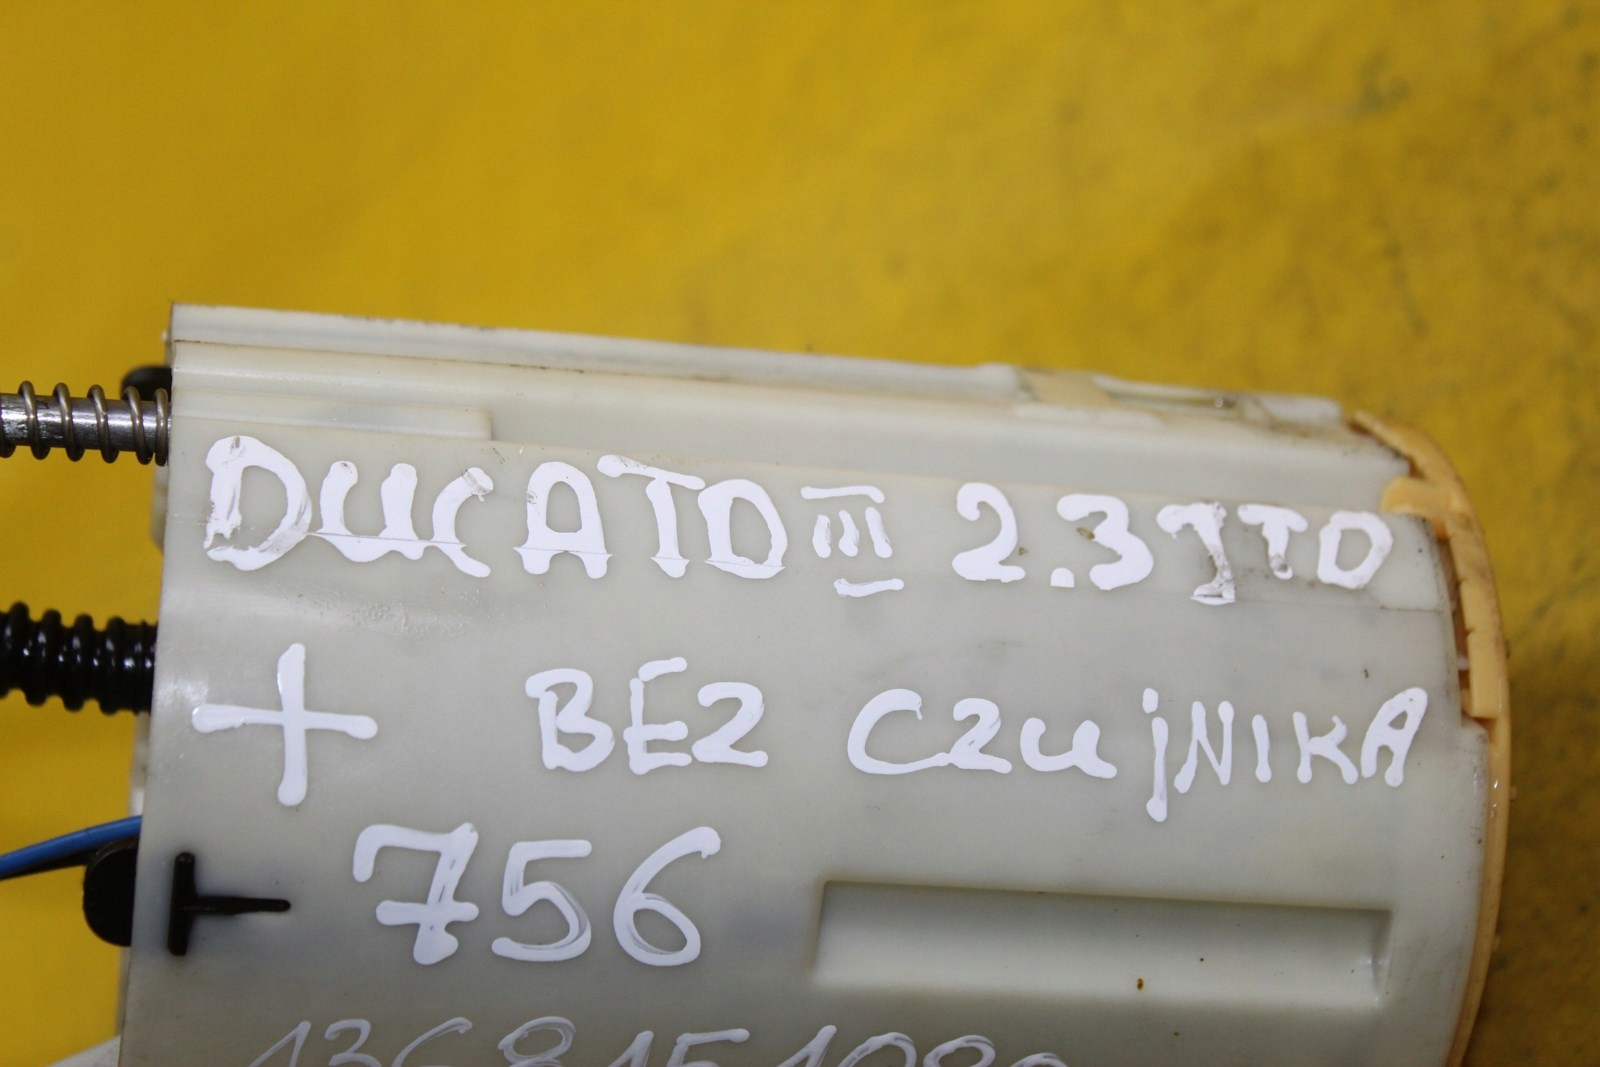 DUCATO III 2.3 JTD
+ BEZ CZUJNIKA
756